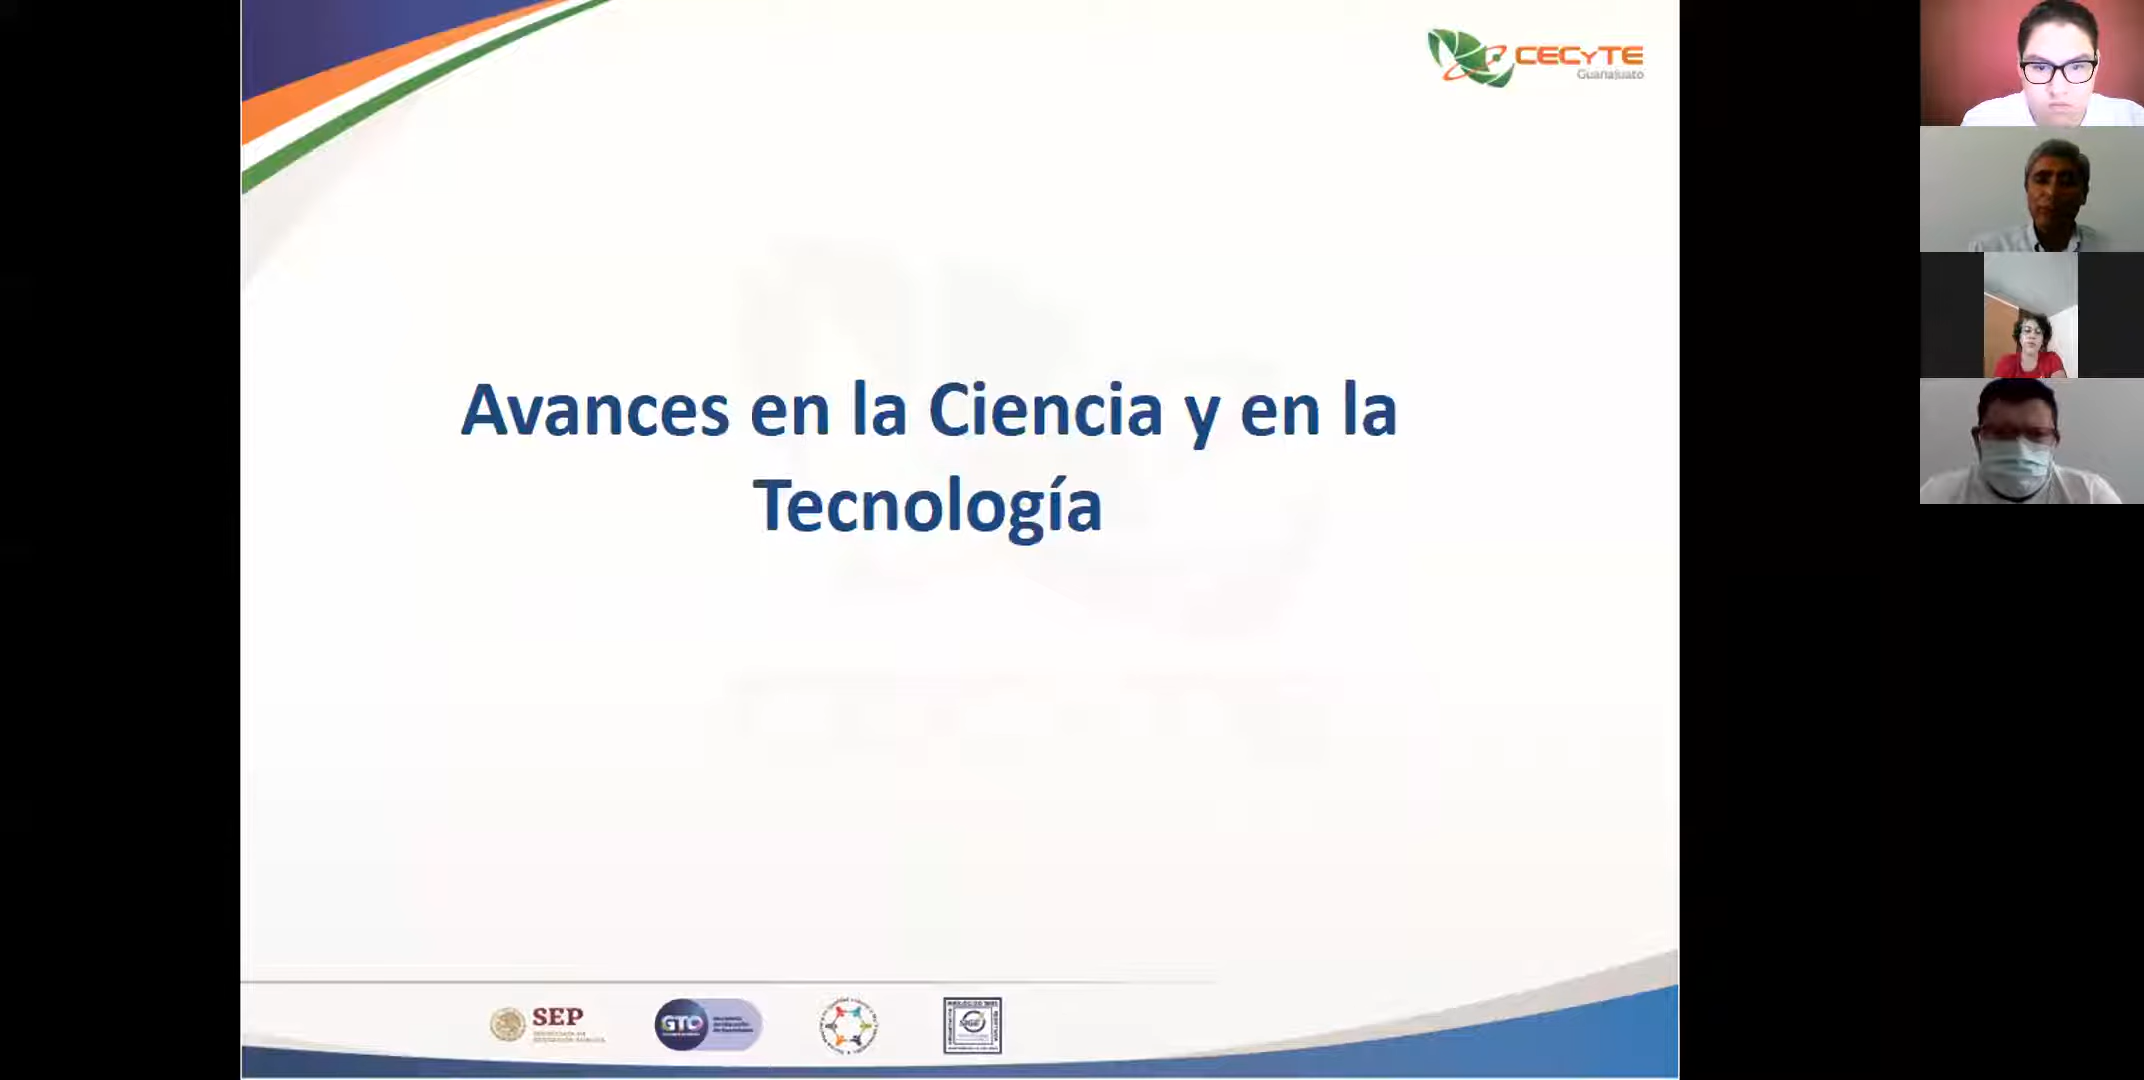 CECyTE
Guanajuato
Avances en la Ciencia y en la
Tecnología
SEP
GTO